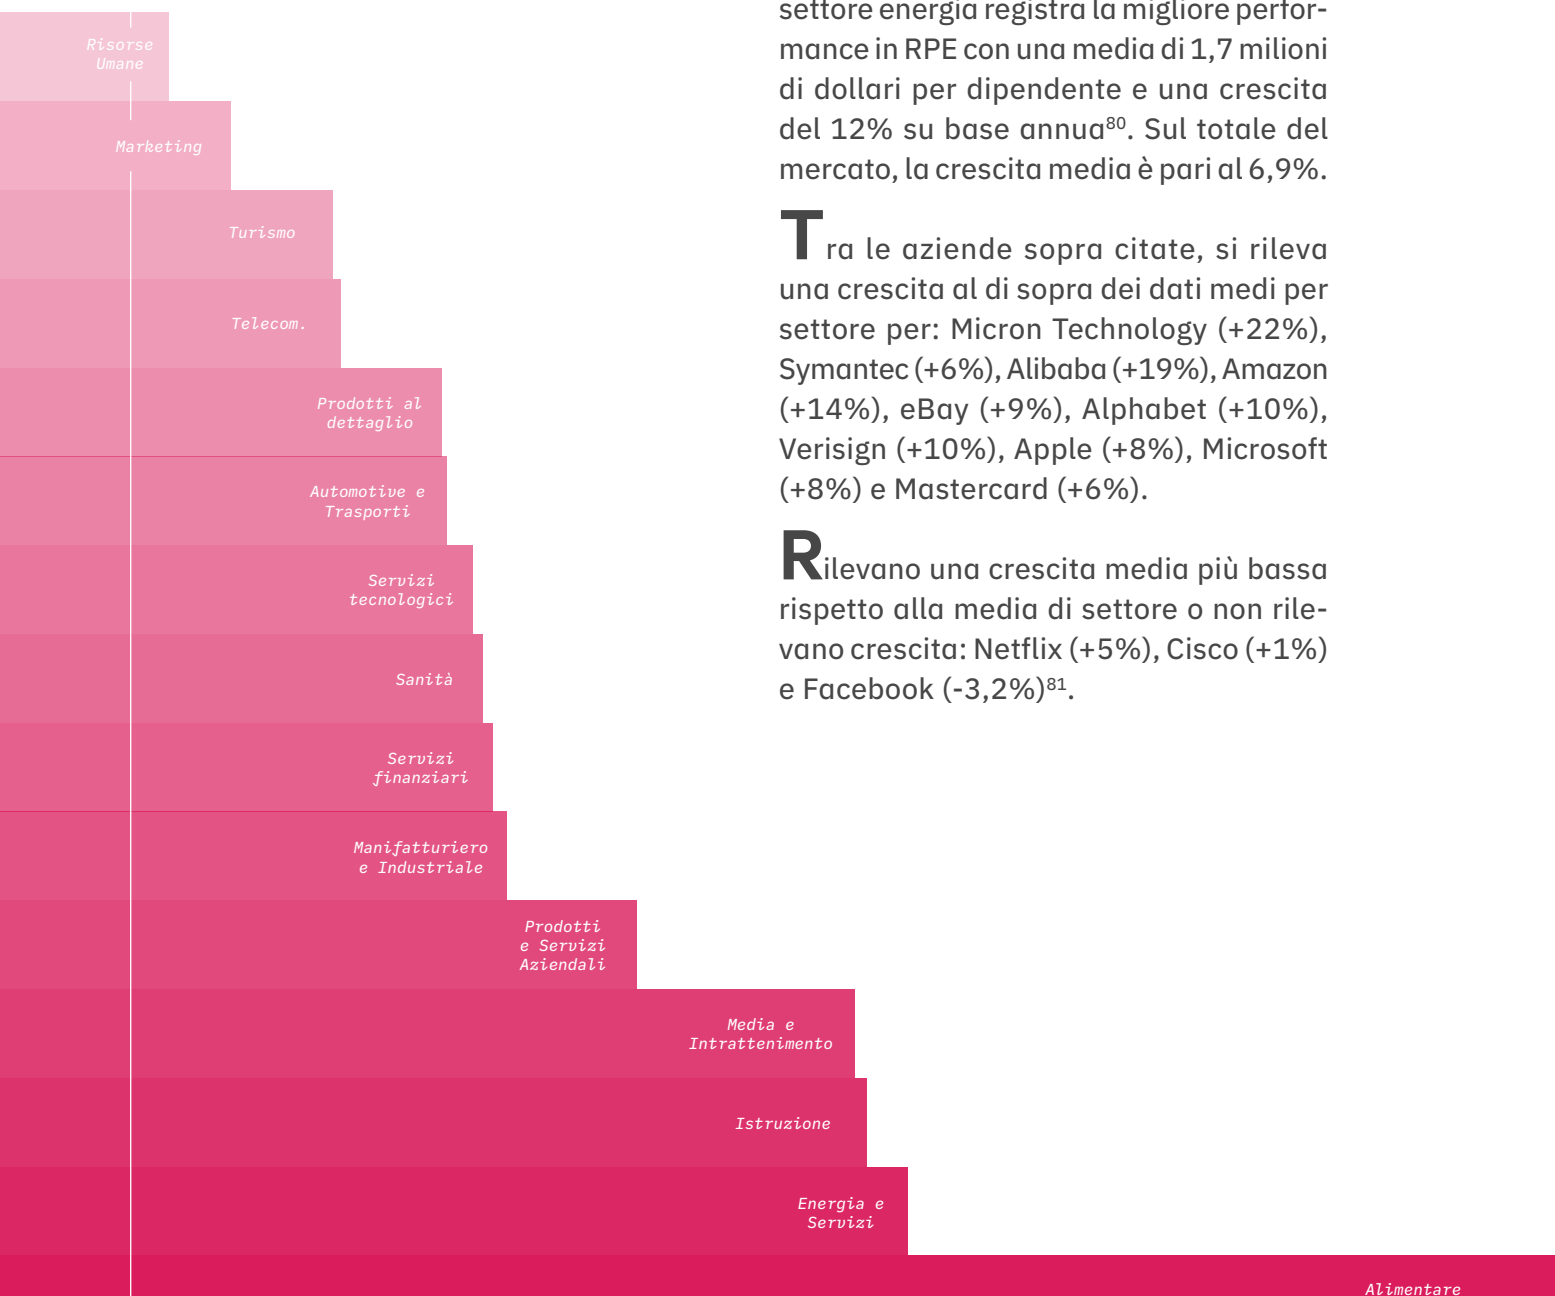 Risorse
Umane
Marketing
Turismo
Telecom.
Prodotti al
dettaglio
Automotive e
Trasporti
Servizi
tecnologici
Sanità
Servizi
finanziari
Manifatturiero
e Industriale
Prodotti
e Servizi
Aziendali
Media e
Intrattenimento
Istruzione
Energia e
Servizi
Alimentare
settore energia registra la migliore perfor-
mance in RPE con una media di 1,7 milioni
di dollari per dipendente e una crescita
del 12% su base annua80. Sul totale del
mercato, la crescita media è pari al 6,9%.
Tra le aziende sopra citate, si rileva
una crescita al di sopra dei dati medi per
settore per: Micron Technology (+22%),
Symantec (+6%), Alibaba (+19%), Amazon
(+14%), eBay (+9%), Alphabet (+10%),
Verisign (+10%), Apple (+8%), Microsoft
(+8%) e Mastercard (+6%).
Rilevano una crescita media più bassa
rispetto alla media di settore o non rile-
vano crescita: Netflix (+5%), Cisco (+1%)
e Facebook (-3,2%)81.